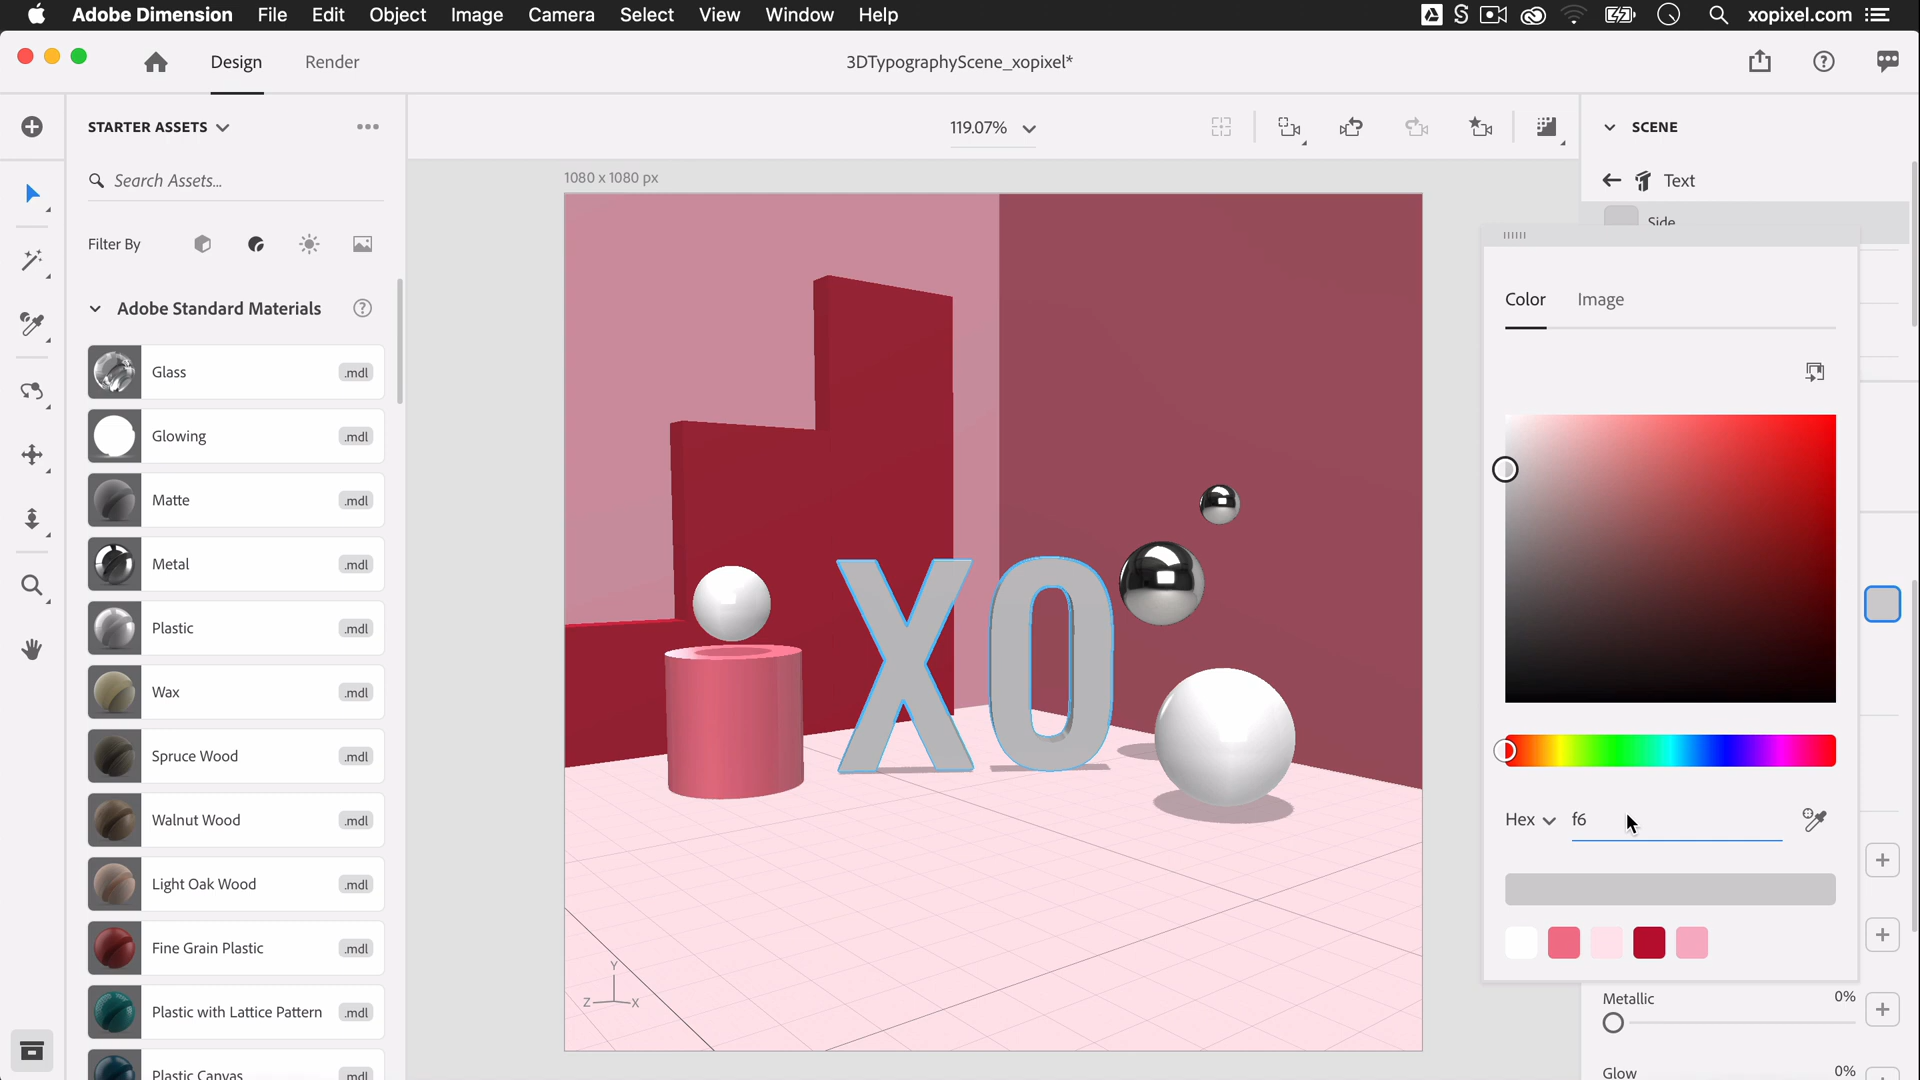 Adobe Dimension File Edit Object Image Camera Select View Window Help xopixel.com
Design Render 3DTypographyScene_xopixel*
STARTER ASSETS
119.07%
SCENE
Search Assets...
1080 x 1080 px
Text
Side
Filter By
Color Image
Adobe Standard Materials
Glass .mdl
Glowing .mdl
Matte .mdl
Metal .mdl
Plastic .mdl
Wax .mdl
Spruce Wood .mdl
Walnut Wood .mdl
Light Oak Wood .mdl
Fine Grain Plastic .mdl
Plastic with Lattice Pattern .mdl
Plastic Canvas .mdl
XO
Y
Z X
Hex f6
Metallic 0%
Glow 0%